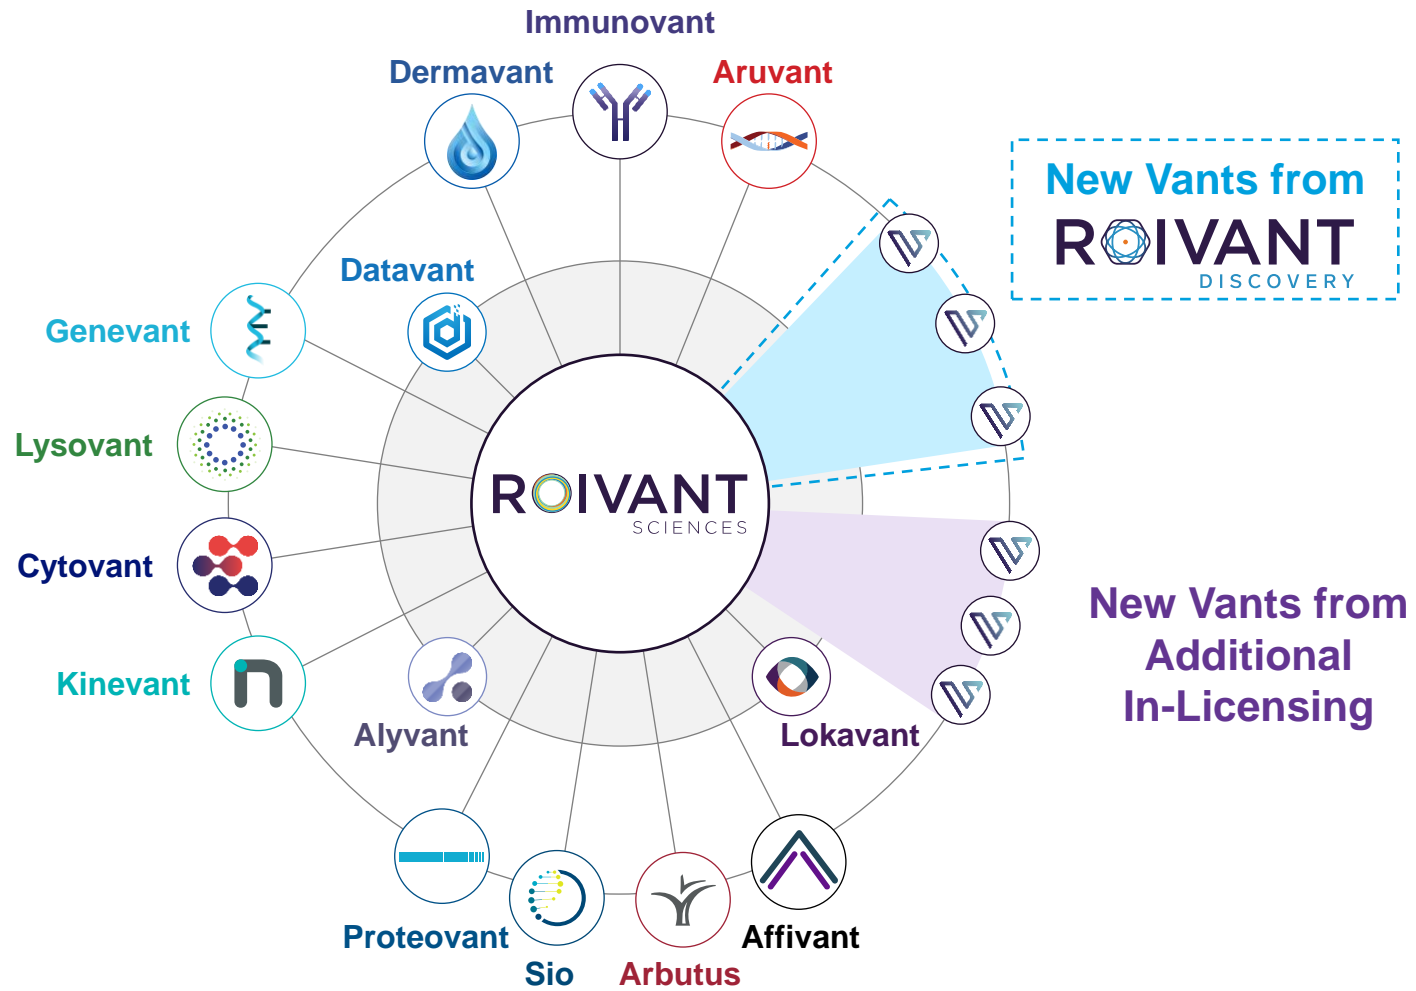 Immunovant
Dermavant
Aruvant
New Vants from
ROIVANT
DISCOVERY
Datavant
Genevant
Lysovant
ROIVANT
SCIENCES
Cytovant
New Vants from
Additional
In-Licensing
Kinevant
Alyvant
Lokavant
Proteovant
Affivant
Sio
Arbutus